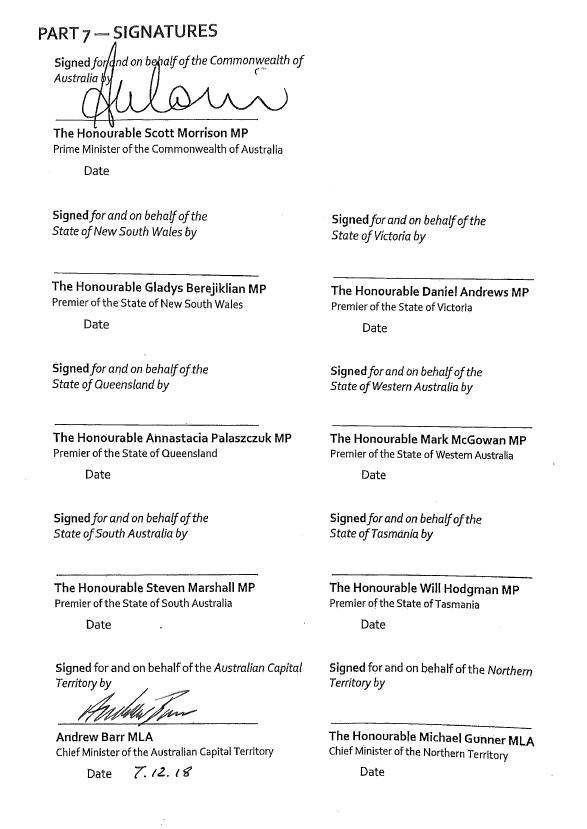 PART 7 — SIGNATURES
Signed for and on behalf of the Commonwealth of
Australia by
The Honourable Scott Morrison MP
Prime Minister of the Commonwealth of Australia
Date
Signed for and on behalf of the
State of New South Wales by
The Honourable Gladys Berejiklian MP
Premier of the State of New South Wales
Date
Signed for and on behalf of the
State of Victoria by
The Honourable Daniel Andrews MP
Premier of the State of Victoria
Date
Signed for and on behalf of the
State of Queensland by
The Honourable Annastacia Palaszczuk MP
Premier of the State of Queensland
Date
Signed for and on behalf of the
State of Western Australia by
The Honourable Mark McGowan MP
Premier of the State of Western Australia
Date
Signed for and on behalf of the
State of South Australia by
The Honourable Steven Marshall MP
Premier of the State of South Australia
Date
Signed for and on behalf of the
State of Tasmania by
The Honourable Will Hodgman MP
Premier of the State of Tasmania
Date
Signed for and on behalf of the Australian Capital
Territory by
Andrew Barr
Andrew Barr MLA
Chief Minister of the Australian Capital Territory
Date 7.12.18
Signed for and on behalf of the Northern
Territory by
The Honourable Michael Gunner MLA
Chief Minister of the Northern Territory
Date